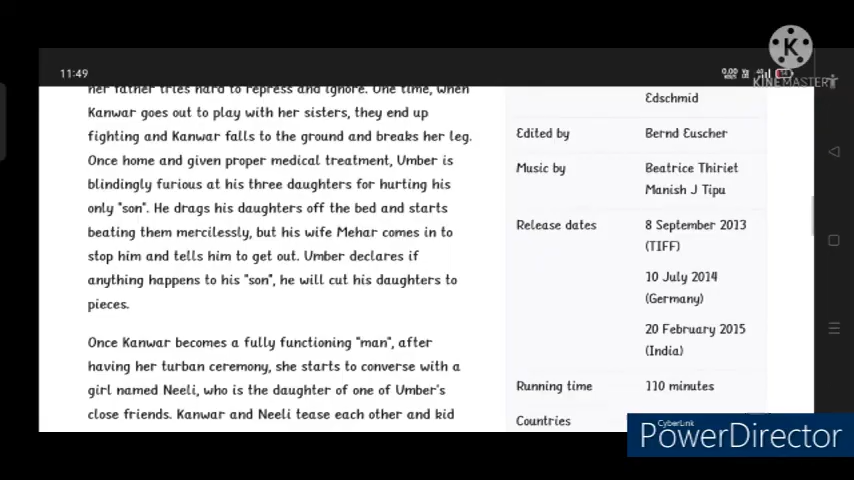 11:49
her father tries hard to repress and ignore. One time, when
Kanwar goes out to play with her sisters, they end up
fighting and Kanwar falls to the ground and breaks her leg.
Once home and given proper medical treatment, Umber is
blindingly furious at his three daughters for hurting his
only "son". He drags his daughters off the bed and starts
beating them mercilessly, but his wife Mehar comes in to
stop him and tells him to get out. Umber declares if
anything happens to his "son", he will cut his daughters to
pieces.
Once Kanwar becomes a fully functioning "man", after
having her turban ceremony, she starts to converse with a
girl named Neeli, who is the daughter of one of Umber's
close friends. Kanwar and Neeli tease each other and kid
Edschmid
Edited by Bernd Euscher
Music by Beatrice Thiriet
Manish J Tipu
Release dates 8 September 2013
(TIFF)
10 July 2014
(Germany)
20 February 2015
(India)
Running time 110 minutes
Countries
K
KINEMASTER
CyberLink
PowerDirector